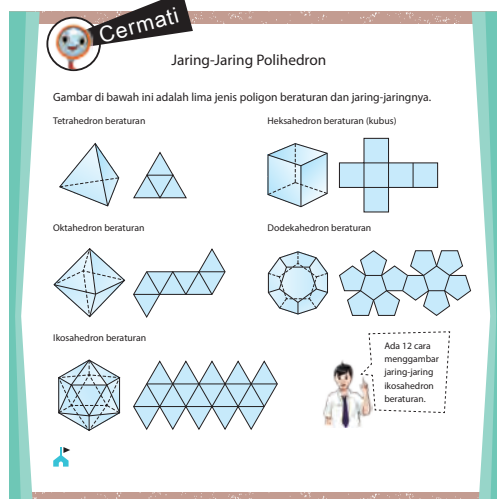 Cermati
Jaring-Jaring Polihedron
Gambar di bawah ini adalah lima jenis poligon beraturan dan jaring-jaringnya.
Tetrahedron beraturan
Heksahedron beraturan (kubus)
Oktahedron beraturan
Dodekahedron beraturan
Ikosahedron beraturan
Ada 12 cara
menggambar
jaring-jaring
ikosahedron
beraturan.